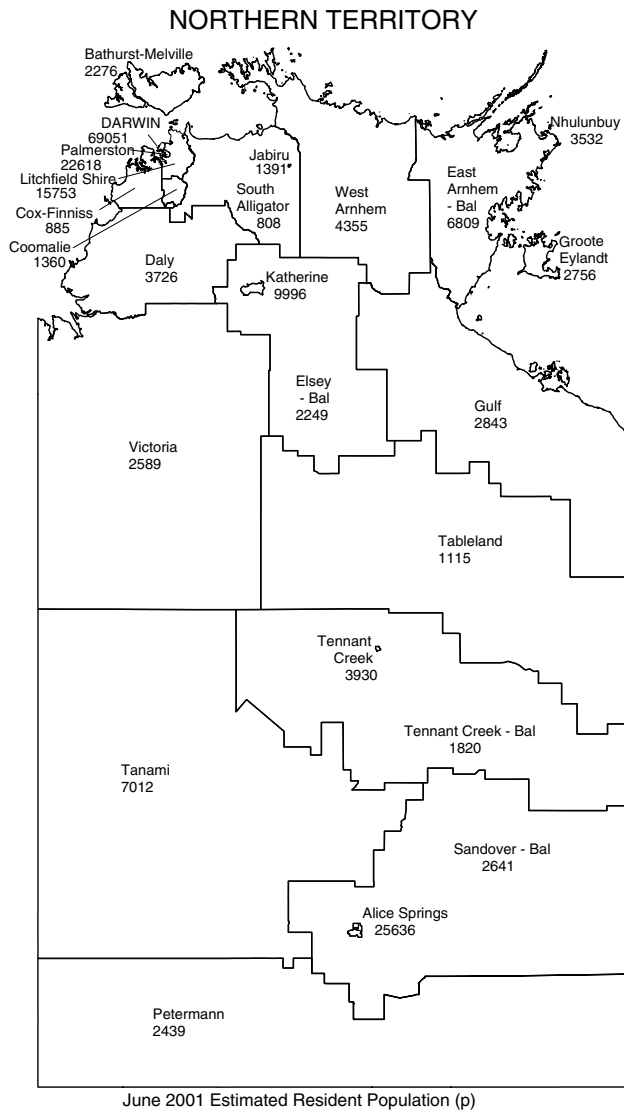 NORTHERN TERRITORY
Bathurst-Melville
2276
DARWIN
69051
Palmerston
22618
Litchfield Shire
15753
Cox-Finniss
885
Coomalie
1360
Jabiru
1391
South
Alligator
808
West
Arnhem
4355
East
Arnhem
- Bal
6809
Nhulunbuy
3532
Groote
Eylandt
2756
Daly
3726
Katherine
9996
Elsey
- Bal
2249
Gulf
2843
Victoria
2589
Tableland
1115
Tennant
Creek
3930
Tennant Creek - Bal
1820
Tanami
7012
Sandover - Bal
2641
Alice Springs
25636
Petermann
2439
June 2001 Estimated Resident Population (p)